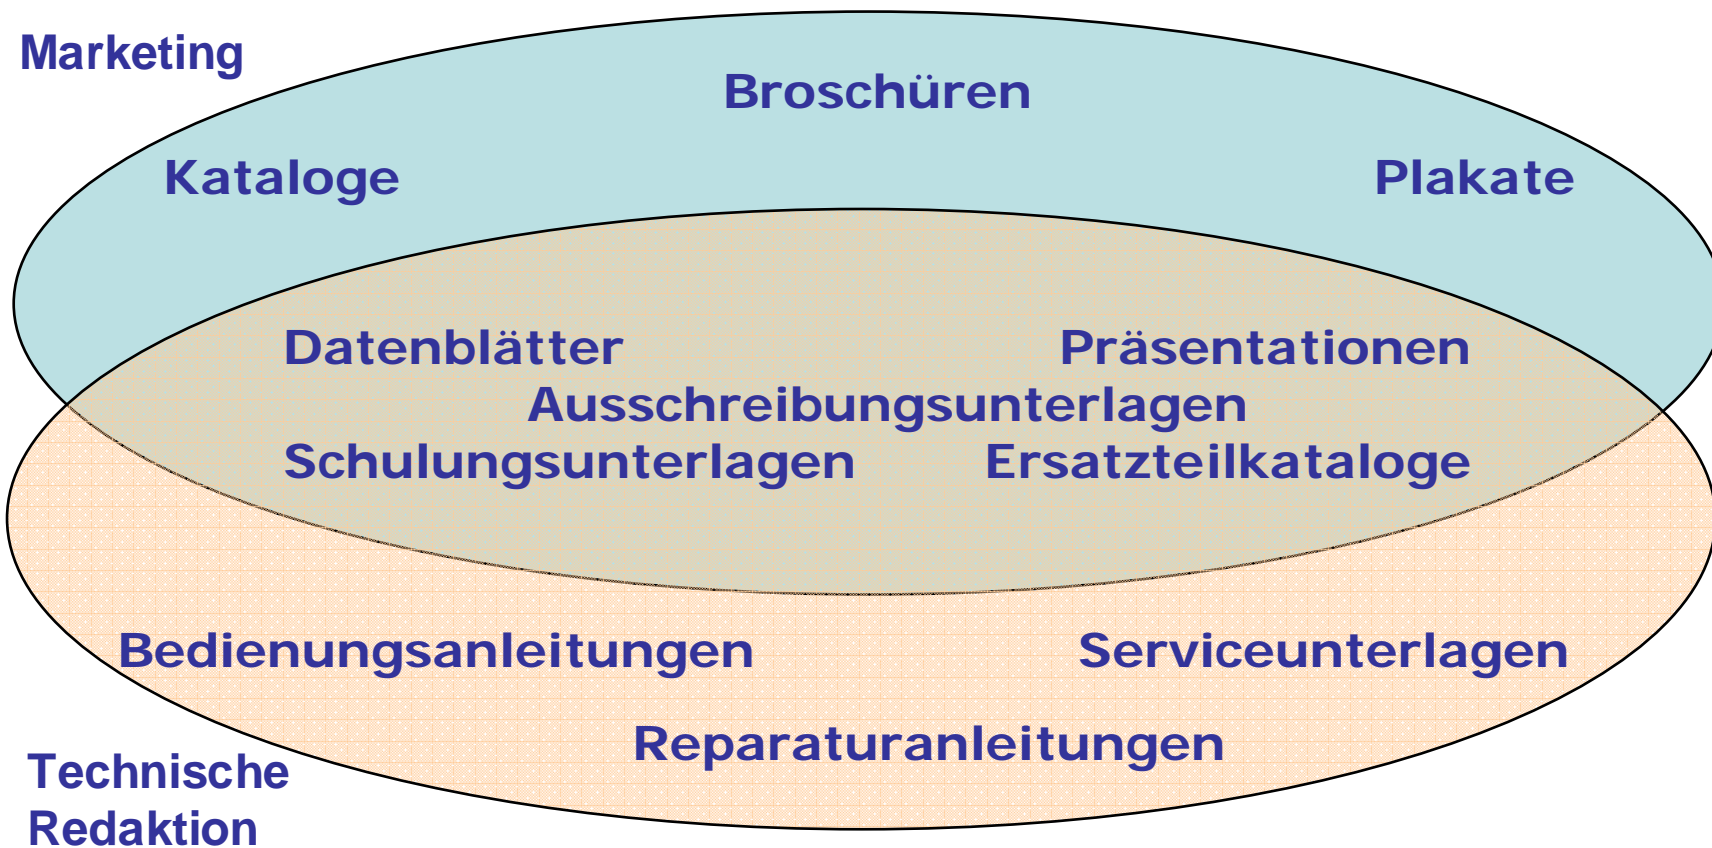 Marketing
Broschüren
Kataloge
Plakate
Datenblätter
Präsentationen
Ausschreibungsunterlagen
Schulungsunterlagen
Ersatzteilkataloge
Bedienungsanleitungen
Serviceunterlagen
Reparaturanleitungen
Technische
Redaktion